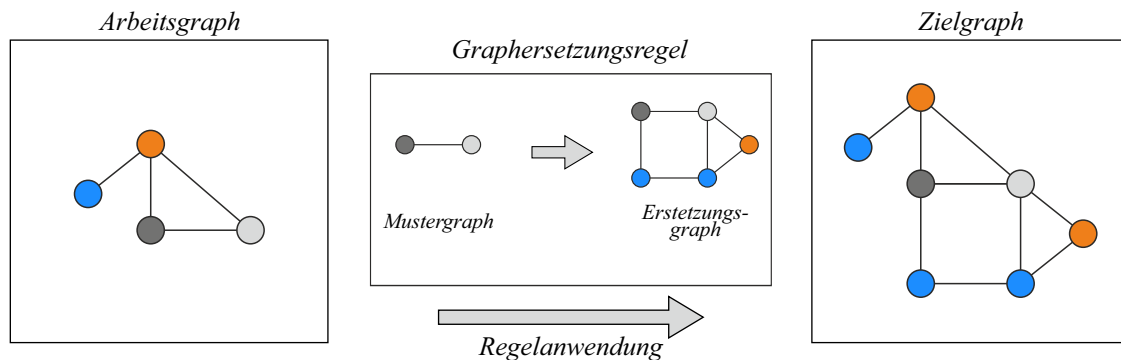 Arbeitsgraph
Graphersetzungsregel
Zielgraph
Mustergraph
Erstetzungs-
graph
Regelanwendung